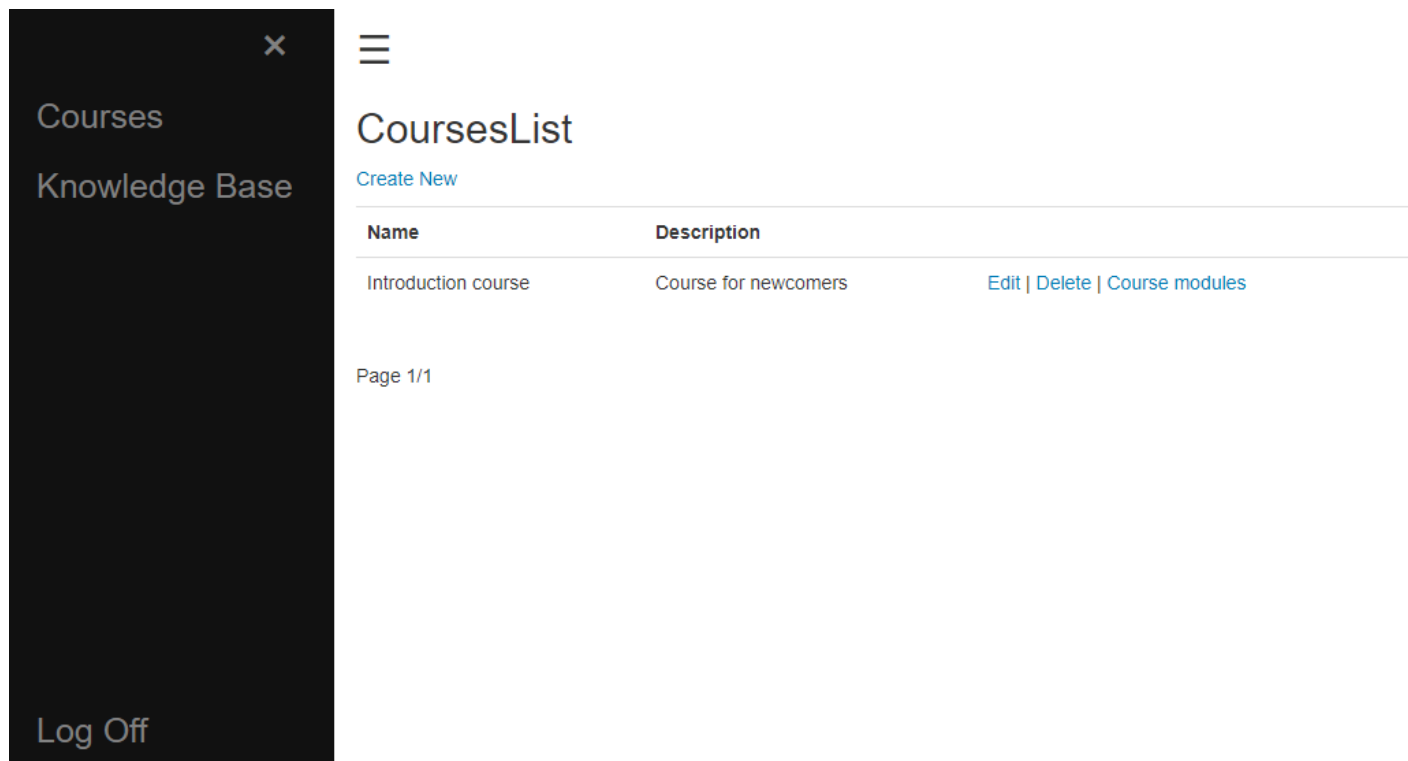 ×
☰
Courses
Knowledge Base
Log Off
CoursesList
Create New
Name Description
Introduction course Course for newcomers Edit | Delete | Course modules
Page 1/1